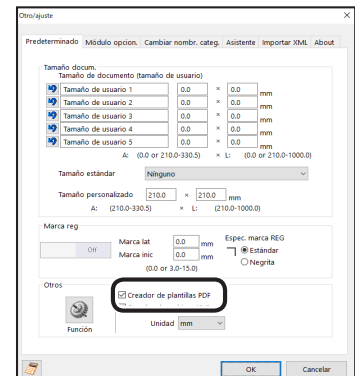 Otro/ajuste ×
Predeterminado Módulo opcion. Cambiar nombr. categ. Asistente Importar XML About
Tamaño docum.
Tamaño de documento (tamaño de usuario)
Tamaño de usuario 1 0.0 × 0.0 mm
Tamaño de usuario 2 0.0 × 0.0 mm
Tamaño de usuario 3 0.0 × 0.0 mm
Tamaño de usuario 4 0.0 × 0.0 mm
Tamaño de usuario 5 0.0 × 0.0 mm
A: (0.0 or 210.0-330.5) × L: (0.0 or 210.0-1000.0)
Tamaño estándar Ninguno
Tamaño personalizado 210.0 × 210.0 mm
A: (210.0-330.5) × L: (210.0-1000.0)
Marca reg
Off
Marca lat 0.0 mm
Marca inic 0.0 mm
(0.0 or 3.0-15.0)
Espec. marca REG
Estándar
Negrita
Otros
Función
Creador de plantillas PDF
Unidad mm
OK Cancelar